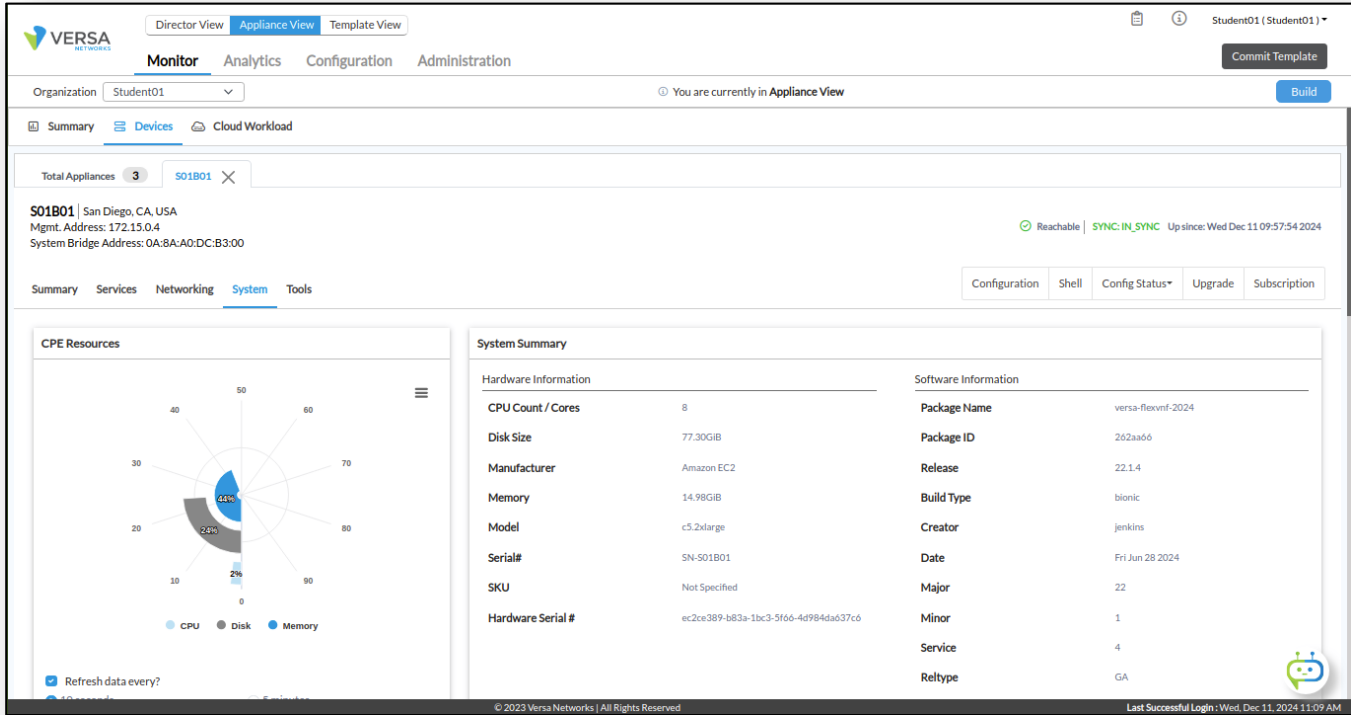 VERSA
NETWORKS
Director View Appliance View Template View
Student01 ( Student01 )
Monitor Analytics Configuration Administration
Commit Template
Organization Student01
You are currently in Appliance View
Build
Summary Devices Cloud Workload
Total Appliances 3 S01B01
S01B01 San Diego, CA, USA
Mgmt. Address: 172.15.0.4
System Bridge Address: 0A:8A:A0:DC:B3:00
Reachable SYNC: IN_SYNC Up since: Wed Dec 11 09:57:54 2024
Summary Services Networking System Tools
Configuration Shell Config Status Upgrade Subscription
CPE Resources
50
40 60
30 70
44%
20 24% 80
10 2% 90
0
CPU Disk Memory
Refresh data every?
10 seconds 5 minutes
System Summary
Hardware Information
CPU Count / Cores 8
Disk Size 77.30GiB
Manufacturer Amazon EC2
Memory 14.98GiB
Model c5.2xlarge
Serial# SN-S01B01
SKU Not Specified
Hardware Serial # ec2ce389-b83a-1bc3-5f66-4d984da637c6
Software Information
Package Name versa-flexvnf-2024
Package ID 262aa66
Release 22.1.4
Build Type bionic
Creator jenkins
Date Fri Jun 28 2024
Major 22
Minor 1
Service 4
Reltype GA
© 2023 Versa Networks | All Rights Reserved
Last Successful Login : Wed, Dec 11, 2024 11:09 AM